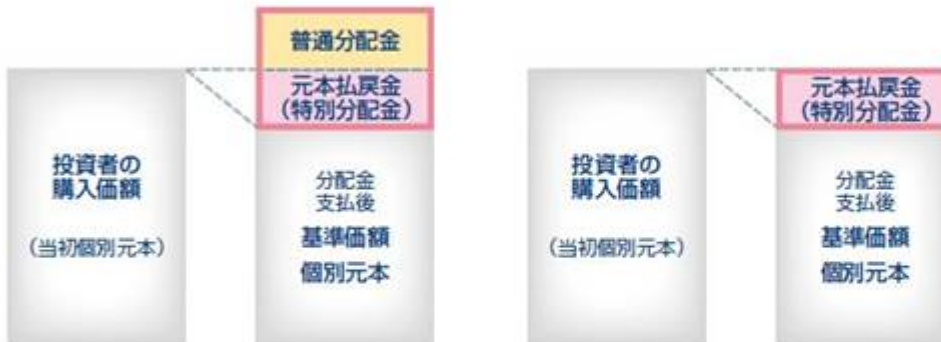 普通分配金
元本払戻金
(特別分配金)
投資者の
購入価額
(当初個別元本)
分配金
支払後
基準価額
個別元本
元本払戻金
(特別分配金)
投資者の
購入価額
(当初個別元本)
分配金
支払後
基準価額
個別元本